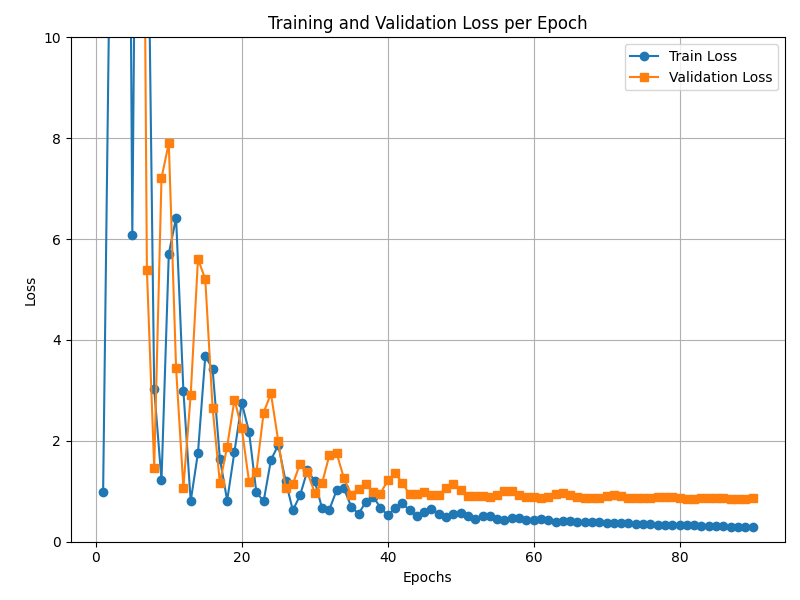 Training and Validation Loss per Epoch
Train Loss
Validation Loss
10
8
6
4
2
0
Loss
0 20 40 60 80
Epochs